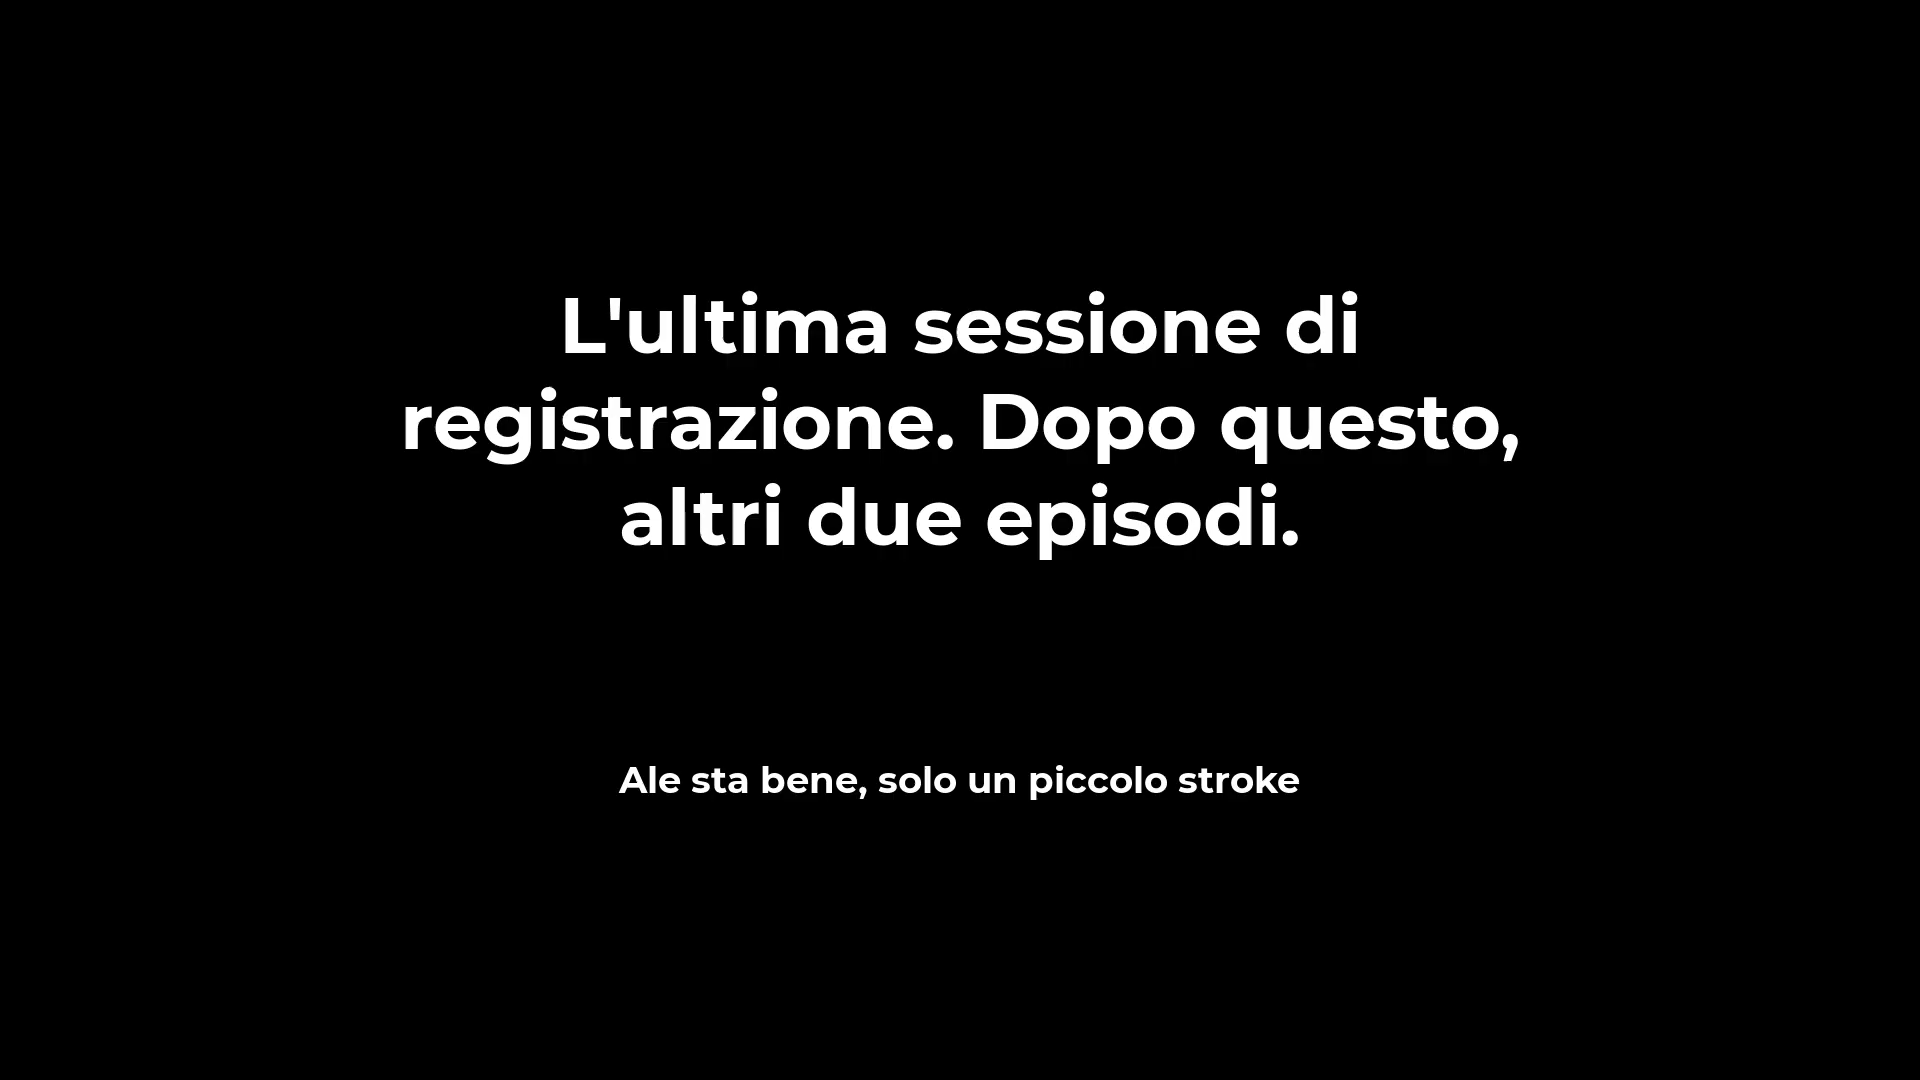 L'ultima sessione di
registrazione. Dopo questo,
altri due episodi.
Ale sta bene, solo un piccolo stroke